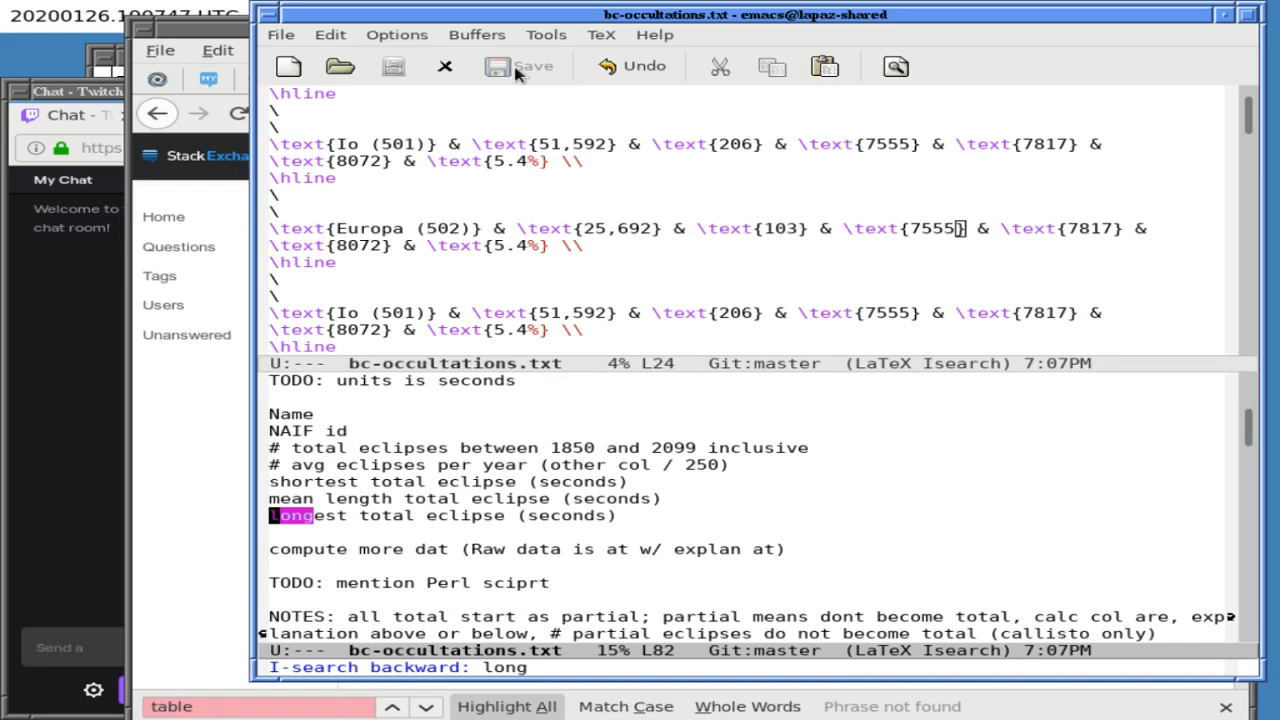 20200126.190747 UTC
bc-occultations.txt - emacs@lapaz-shared
File Edit Options Buffers Tools TeX Help
Save Undo
\hline
\
\
\text{Io (501)} & \text{51,592} & \text{206} & \text{7555} & \text{7817} &
\text{8072} & \text{5.4%} \\
\hline
\
\
\text{Europa (502)} & \text{25,692} & \text{103} & \text{7555} & \text{7817} &
\text{8072} & \text{5.4%} \\
\hline
\
\
\text{Io (501)} & \text{51,592} & \text{206} & \text{7555} & \text{7817} &
\text{8072} & \text{5.4%} \\
\hline
U:--- bc-occultations.txt 4% L24 Git:master (LaTeX Isearch) 7:07PM
TODO: units is seconds
Name
NAIF id
# total eclipses between 1850 and 2099 inclusive
# avg eclipses per year (other col / 250)
shortest total eclipse (seconds)
mean length total eclipse (seconds)
longest total eclipse (seconds)
compute more dat (Raw data is at w/ explan at)
TODO: mention Perl sciprt
NOTES: all total start as partial; partial means dont become total, calc col are, exp
lanation above or below, # partial eclipses do not become total (callisto only)
U:--- bc-occultations.txt 15% L82 Git:master (LaTeX Isearch) 7:07PM
I-search backward: long
File Edit
MY
StackExcha
Home
Questions
Tags
Users
Unanswered
Chat - Twitch
Chat - T
https
My Chat
Welcome to
chat room!
Send a
table Highlight All Match Case Whole Words Phrase not found